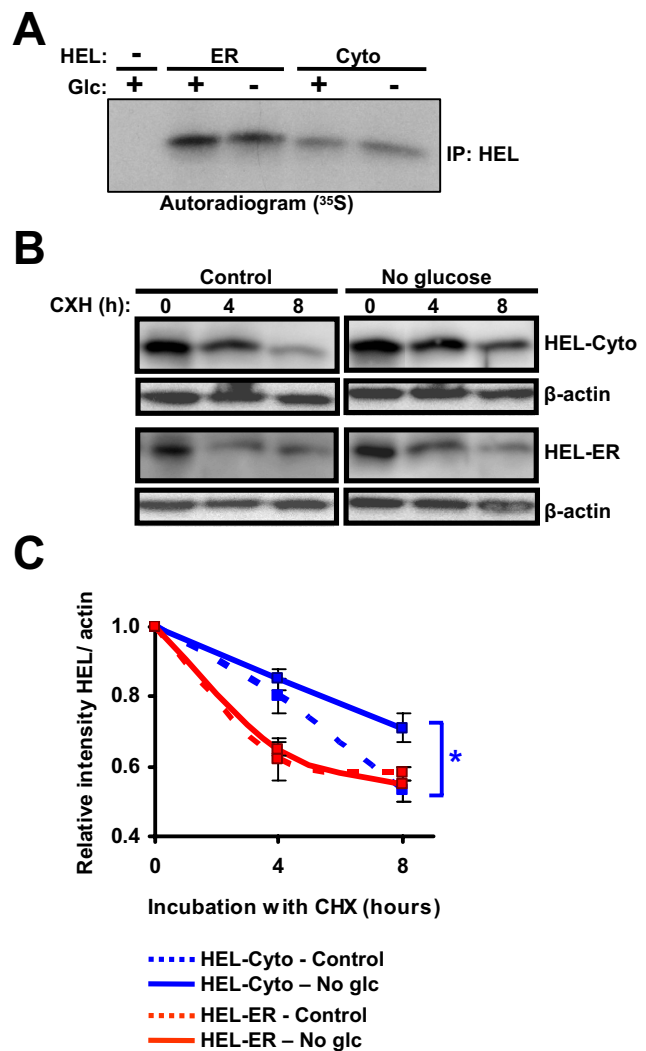 A
HEL: - ER Cyto
Glc: + + - + -
IP: HEL
Autoradiogram (³⁵S)
B
Control No glucose
CXH (h): 0 4 8 0 4 8
HEL-Cyto
β-actin
HEL-ER
β-actin
C
Relative intensity HEL/ actin
1.0
0.8
0.6
0.4
*
0 4 8
Incubation with CHX (hours)
HEL-Cyto - Control
HEL-Cyto – No glc
HEL-ER - Control
HEL-ER – No glc